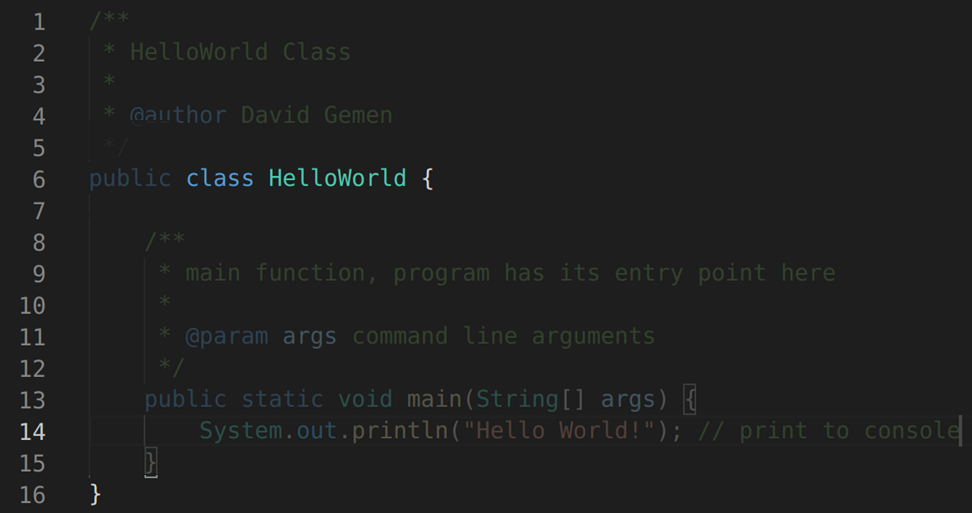 1 /**
2  * HelloWorld Class
3  *
4  * @author David Gemen
5  */
6 public class HelloWorld {
7
8     /**
9      * main function, program has its entry point here
10      *
11      * @param args command line arguments
12      */
13     public static void main(String[] args) {
14         System.out.println("Hello World!"); // print to console
15     }
16 }